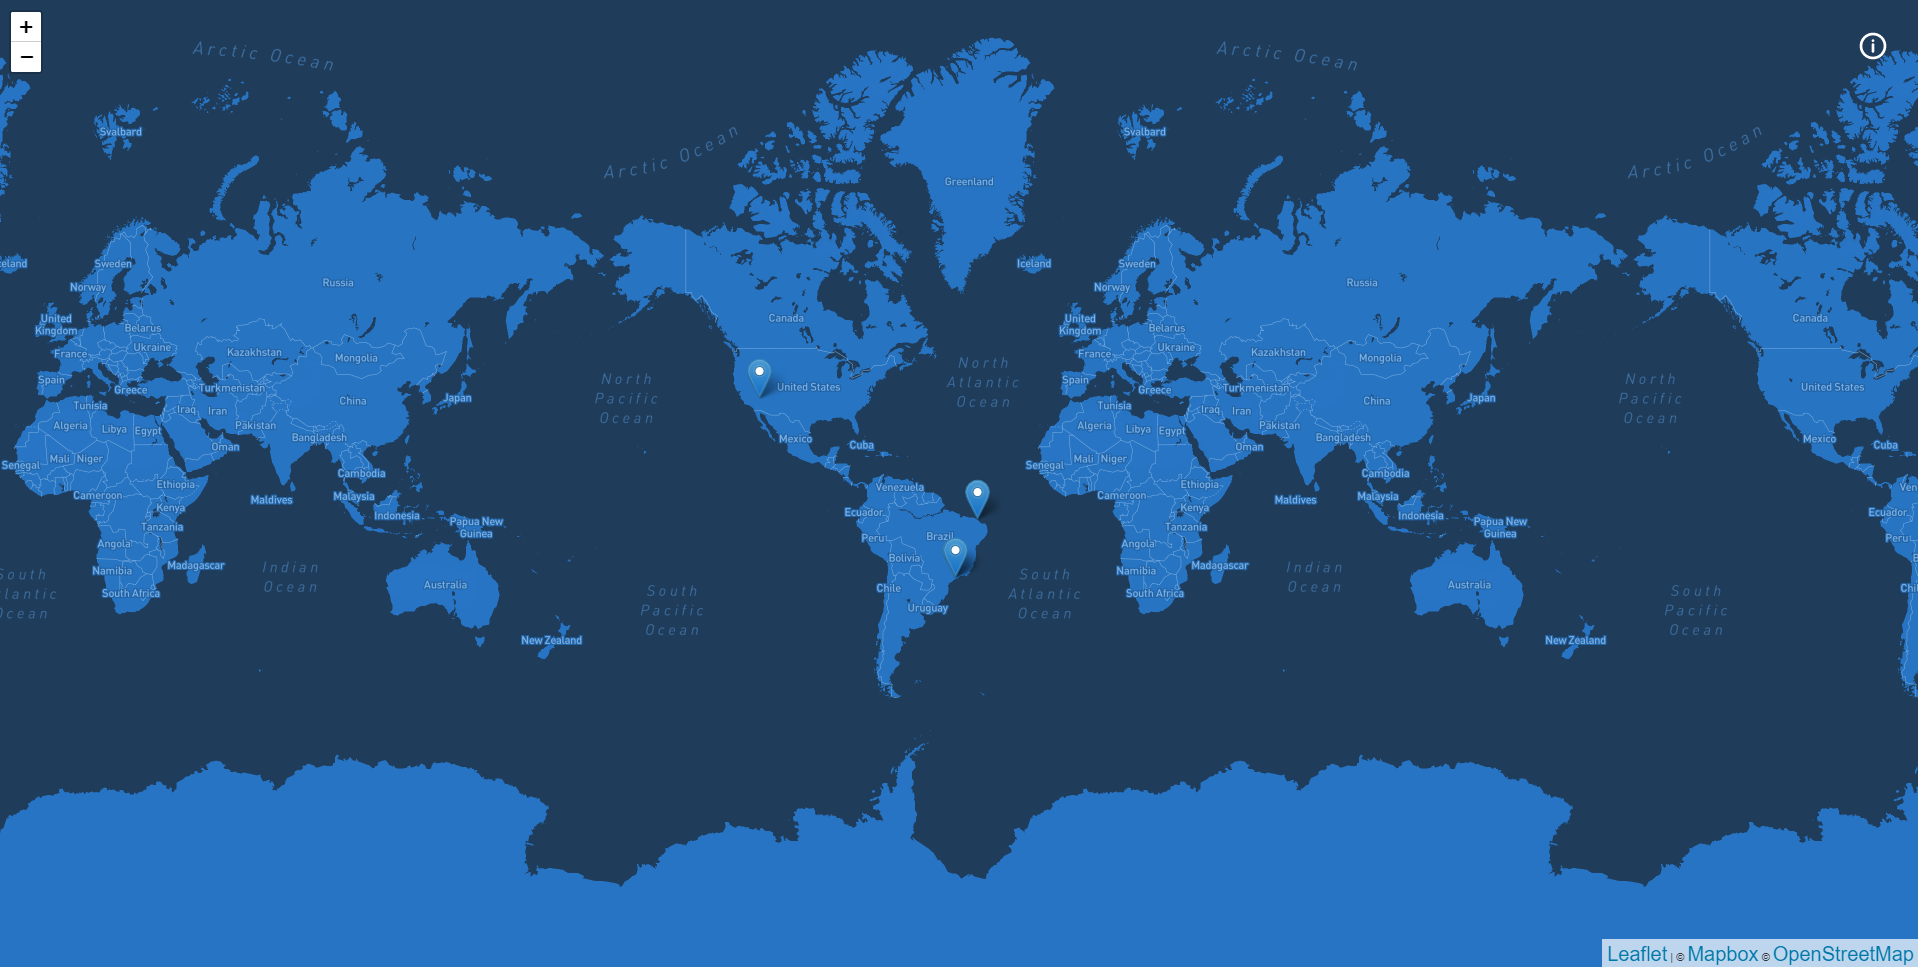 +
−
Arctic Ocean
Arctic Ocean
Arctic Ocean
Arctic Ocean
Svalbard
Svalbard
Greenland
eland
Sweden
Iceland
Sweden
Norway
Russia
Norway
Russia
United
Kingdom
Belarus
Canada
United
Kingdom
Belarus
Canada
France
Ukraine
Kazakhstan
Mongolia
France
Ukraine
Kazakhstan
Mongolia
Spain
Greece
Turkmenistan
China
Japan
North
Pacific
Ocean
United States
North
Atlantic
Ocean
Spain
Greece
Turkmenistan
China
Japan
North
Pacific
Ocean
United States
Tunisia
Iraq
Iran
Tunisia
Iraq
Iran
Algeria
Libya
Egypt
Pakistan
Bangladesh
Mexico
Cuba
Algeria
Libya
Egypt
Pakistan
Bangladesh
Mexico
Cuba
Oman
Oman
Senegal
Mali
Niger
Cambodia
Senegal
Mali
Niger
Cambodia
Cameroon
Ethiopia
Maldives
Malaysia
Venezuela
Cameroon
Ethiopia
Maldives
Malaysia
Ven
Kenya
Indonesia
Ecuador
Kenya
Indonesia
Ecuador
Tanzania
Papua New
Guinea
Peru
Brazil
Tanzania
Papua New
Guinea
Peru
Angola
Bolivia
Angola
B
Namibia
Madagascar
Namibia
Madagascar
South
lantic
Ocean
Indian
Ocean
South Africa
Australia
South
Pacific
Ocean
Chile
Uruguay
South
Atlantic
Ocean
Indian
Ocean
South Africa
Australia
South
Pacific
Ocean
Chi
New Zealand
New Zealand
Leaflet | © Mapbox © OpenStreetMap